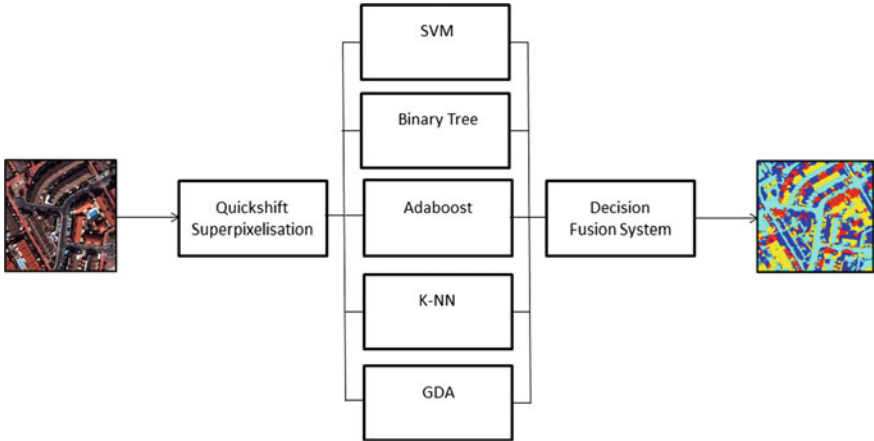 SVM
Binary Tree
Quickshift
Superpixelisation
Adaboost
Decision
Fusion System
K-NN
GDA